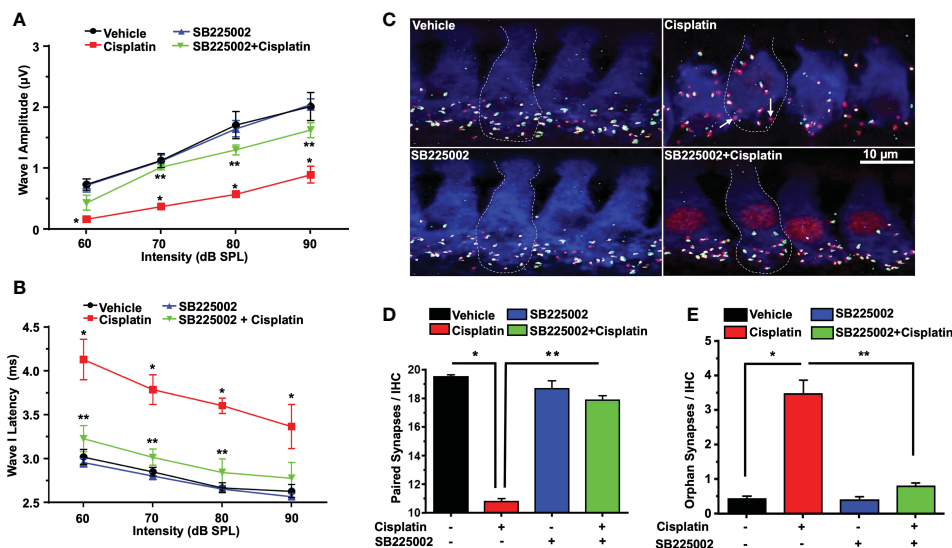 A
Vehicle
SB225002
Cisplatin
SB225002+Cisplatin
Wave I Amplitude (µV)
3
2
1
0
*
**
*
**
*
**
*
60
70
80
90
Intensity (dB SPL)
B
Vehicle
SB225002
Cisplatin
SB225002 + Cisplatin
Wave I Latency (ms)
4.5
4.0
3.5
3.0
2.5
*
*
*
*
**
**
**
60
70
80
90
Intensity (dB SPL)
C
Vehicle
Cisplatin
SB225002
SB225002+Cisplatin
10 µm
D
Vehicle
SB225002
Cisplatin
SB225002+Cisplatin
Paired Synapses / IHC
20
18
16
14
12
10
*
**
Cisplatin - + - +
SB225002 - - + +
E
Vehicle
SB225002
Cisplatin
SB225002+Cisplatin
Orphan Synapses / IHC
5
4
3
2
1
0
*
**
Cisplatin - + - +
SB225002 - - + +